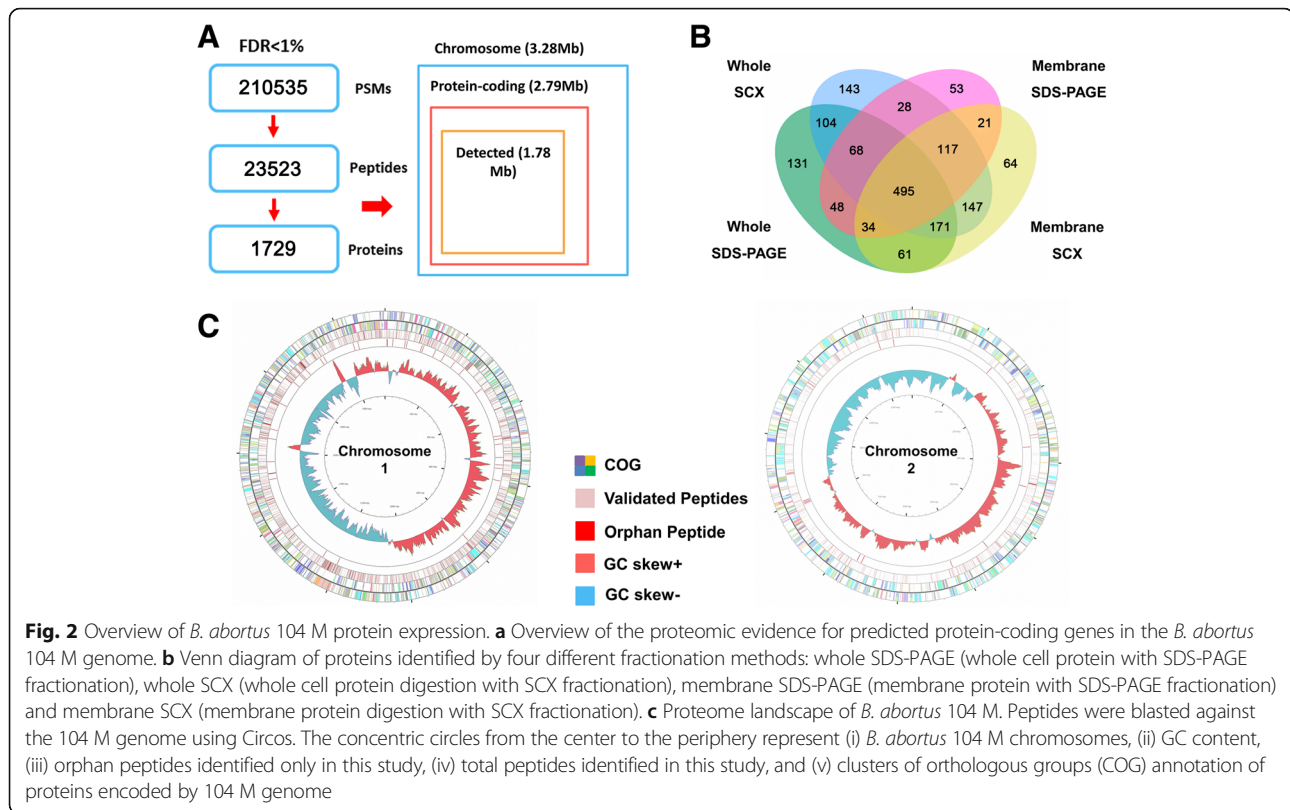 A
FDR<1%
210535 PSMs
23523 Peptides
1729 Proteins
Chromosome (3.28Mb)
Protein-coding (2.79Mb)
Detected (1.78
Mb)
B
Whole
SCX
Membrane
SDS-PAGE
Whole
SDS-PAGE
Membrane
SCX
143
53
28
104
21
68
117
131
64
495
48
147
34
171
61
C
Chromosome
1
COG
Validated Peptides
Orphan Peptide
GC skew+
GC skew-
Chromosome
2
Fig. 2 Overview of B. abortus 104 M protein expression. a Overview of the proteomic evidence for predicted protein-coding genes in the B. abortus
104 M genome. b Venn diagram of proteins identified by four different fractionation methods: whole SDS-PAGE (whole cell protein with SDS-PAGE
fractionation), whole SCX (whole cell protein digestion with SCX fractionation), membrane SDS-PAGE (membrane protein with SDS-PAGE fractionation)
and membrane SCX (membrane protein digestion with SCX fractionation). c Proteome landscape of B. abortus 104 M. Peptides were blasted against
the 104 M genome using Circos. The concentric circles from the center to the periphery represent (i) B. abortus 104 M chromosomes, (ii) GC content,
(iii) orphan peptides identified only in this study, (iv) total peptides identified in this study, and (v) clusters of orthologous groups (COG) annotation of
proteins encoded by 104 M genome